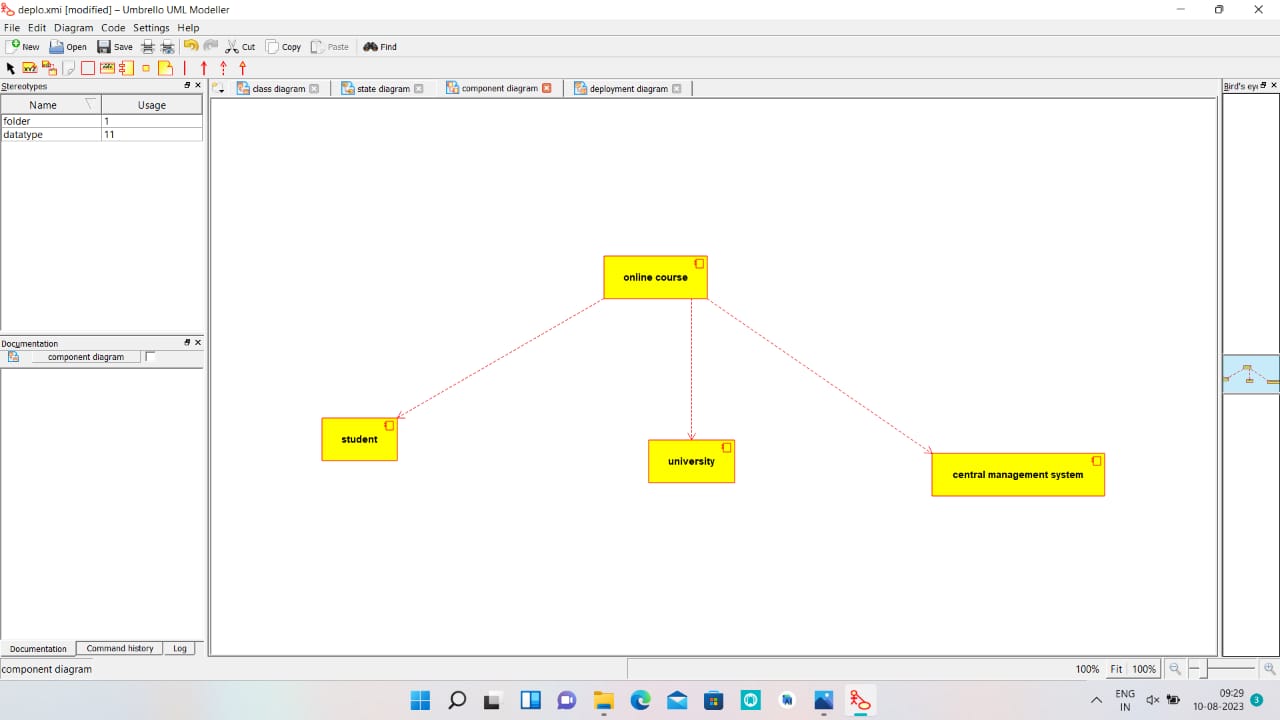 deplo.xmi [modified] – Umbrello UML Modeller
File Edit Diagram Code Settings Help
New Open Save Cut Copy Paste Find
Stereotypes
class diagram state diagram component diagram deployment diagram
Bird's eye
Name Usage
folder 1
datatype 11
online course
Documentation
component diagram
student
university
central management system
Documentation Command history Log
component diagram
100% Fit 100%
ENG
IN
09:29
10-08-2023
3